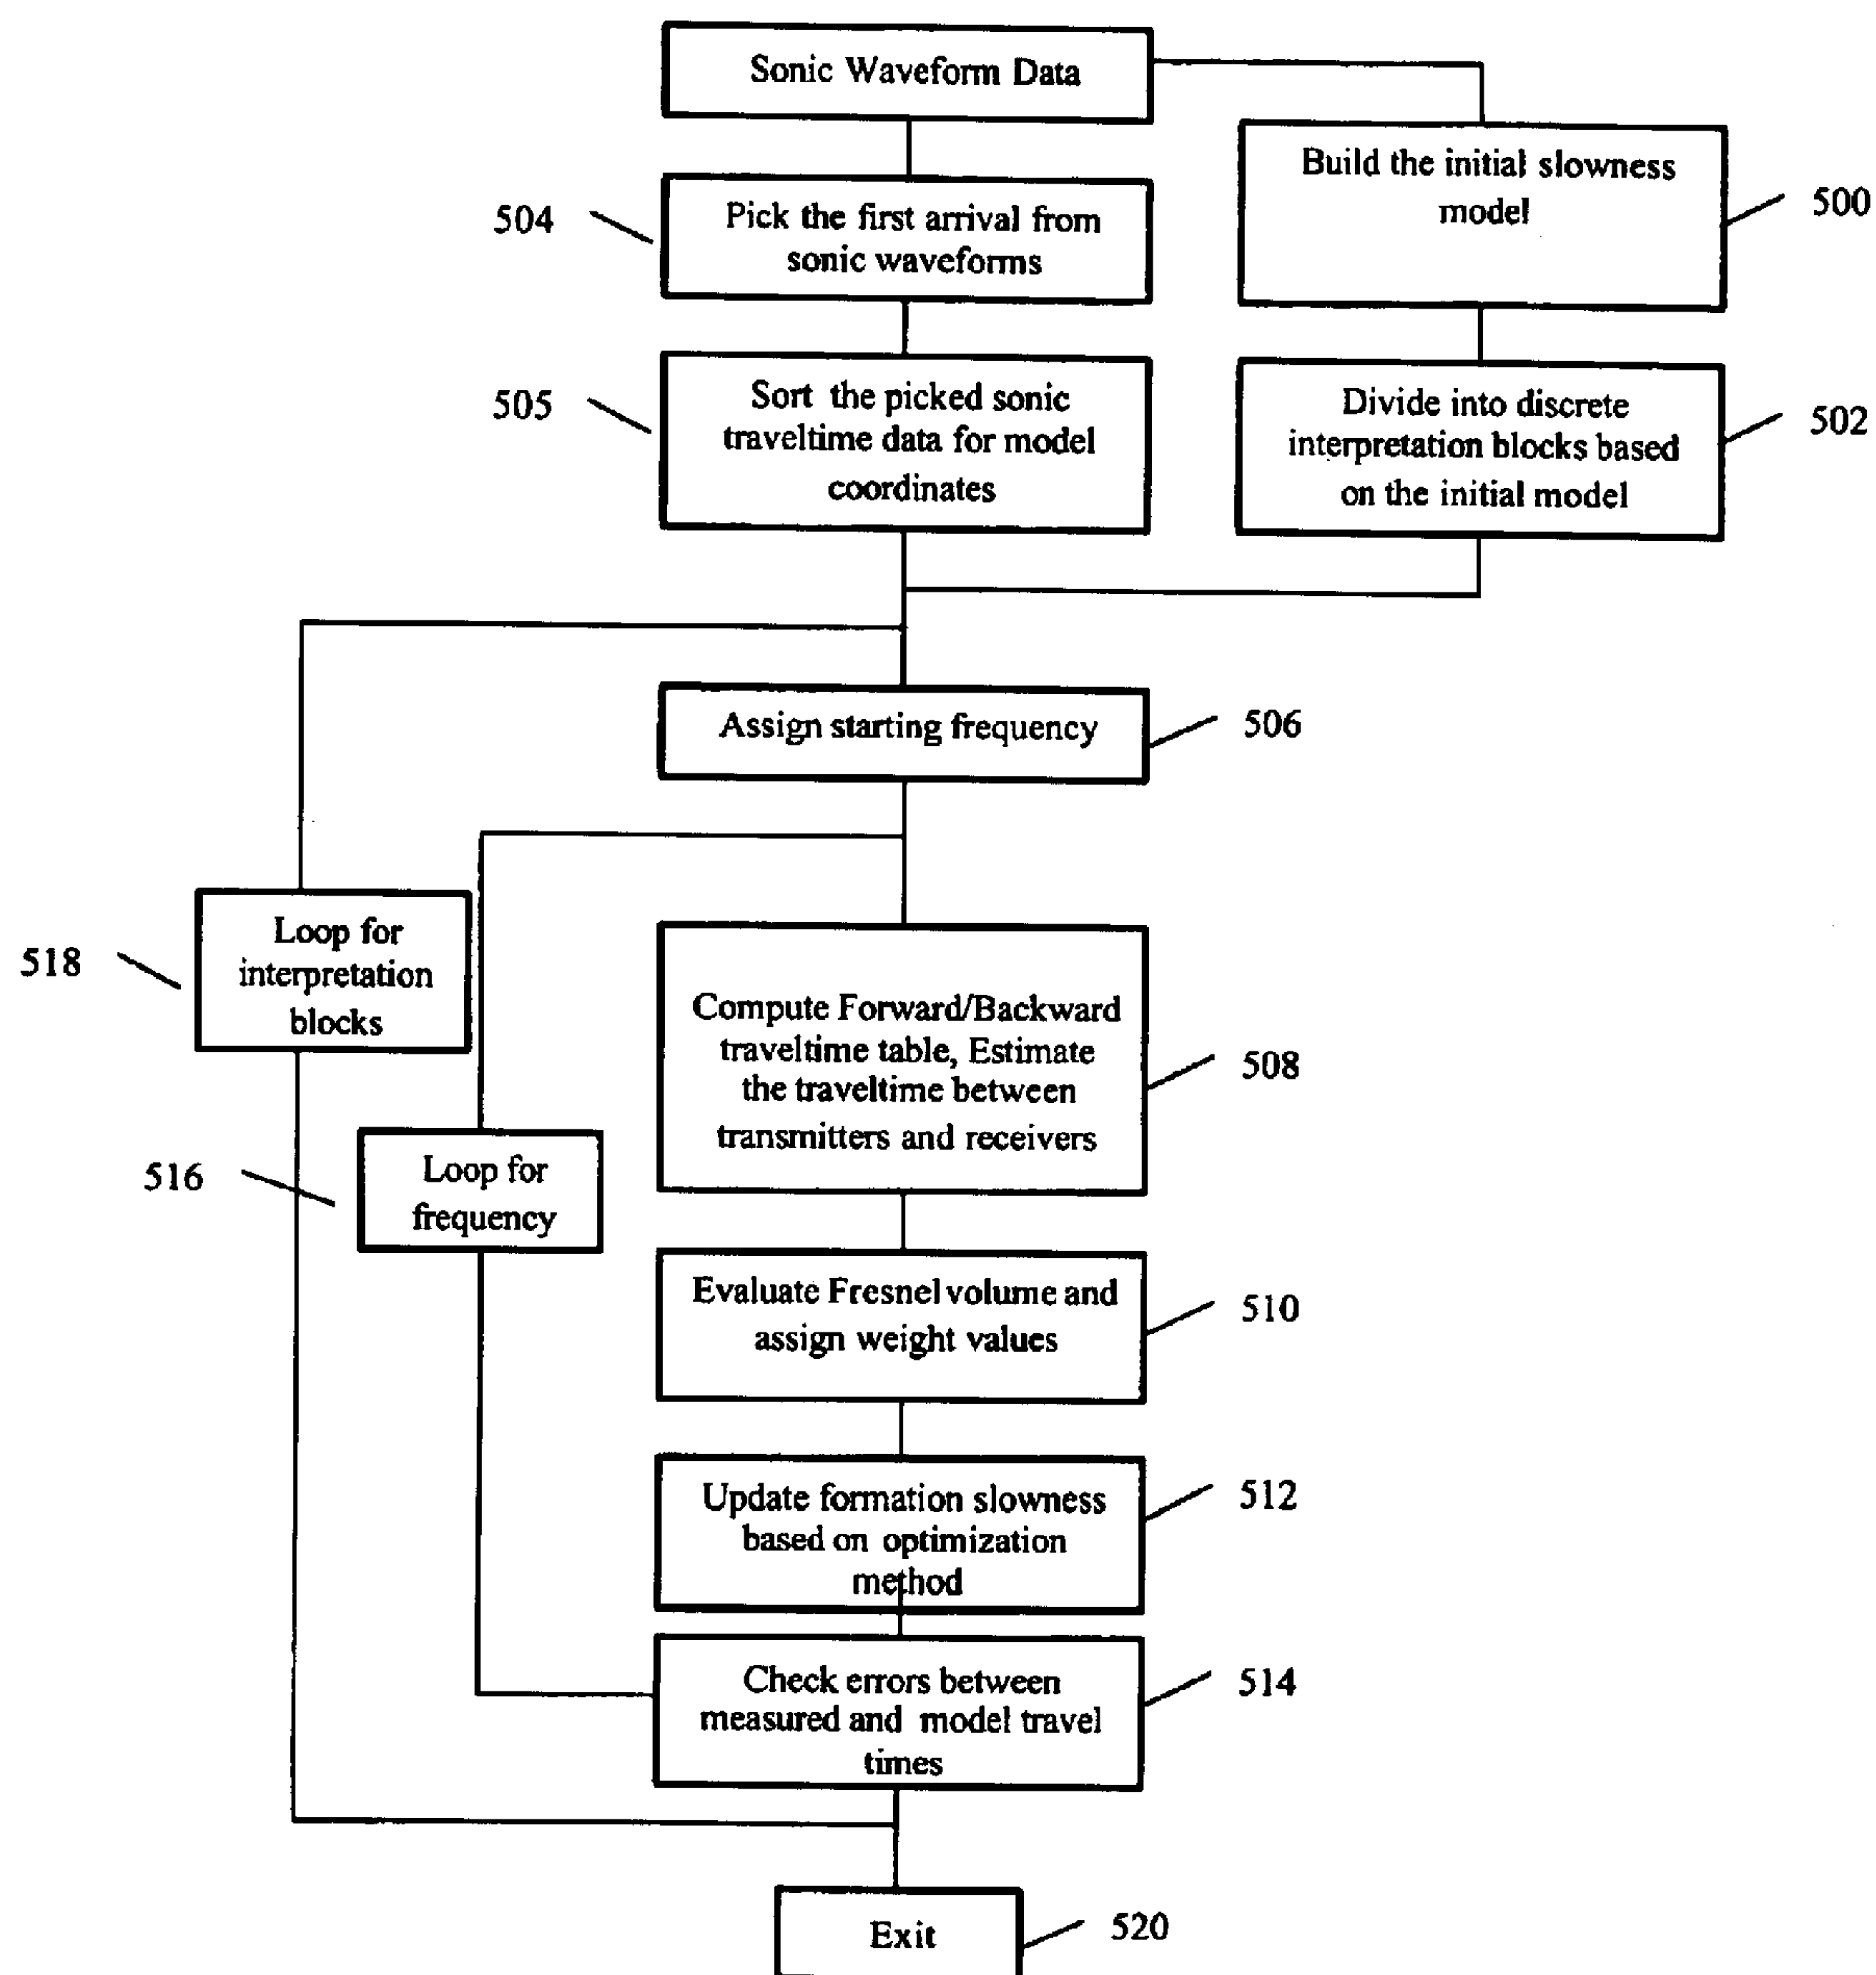 Sonic Waveform Data
Build the initial slowness
model
500
504
Pick the first arrival from
sonic waveforms
505
Sort the picked sonic
traveltime data for model
coordinates
Divide into discrete
interpretation blocks based
on the initial model
502
Assign starting frequency
506
518
Loop for
interpretation
blocks
Compute Forward/Backward
traveltime table, Estimate
the traveltime between
transmitters and receivers
508
516
Loop for
frequency
Evaluate Fresnel volume and
assign weight values
510
Update formation slowness
based on optimization
method
512
Check errors between
measured and model travel
times
514
Exit
520